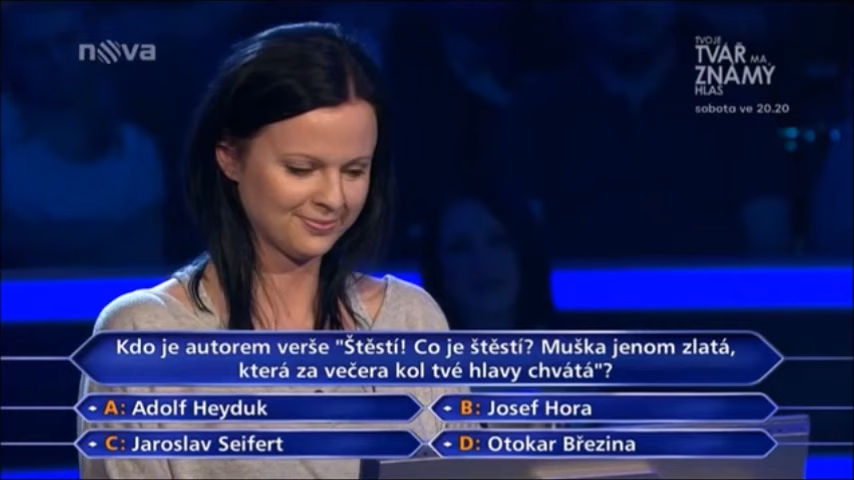 nova
TVOJE
TVÁŘ MÁ
ZNÁMÝ
HLAS
sobota ve 20.20
Kdo je autorem verše "Štěstí! Co je štěstí? Muška jenom zlatá,
která za večera kol tvé hlavy chvátá"?
A: Adolf Heyduk
B: Josef Hora
C: Jaroslav Seifert
D: Otokar Březina